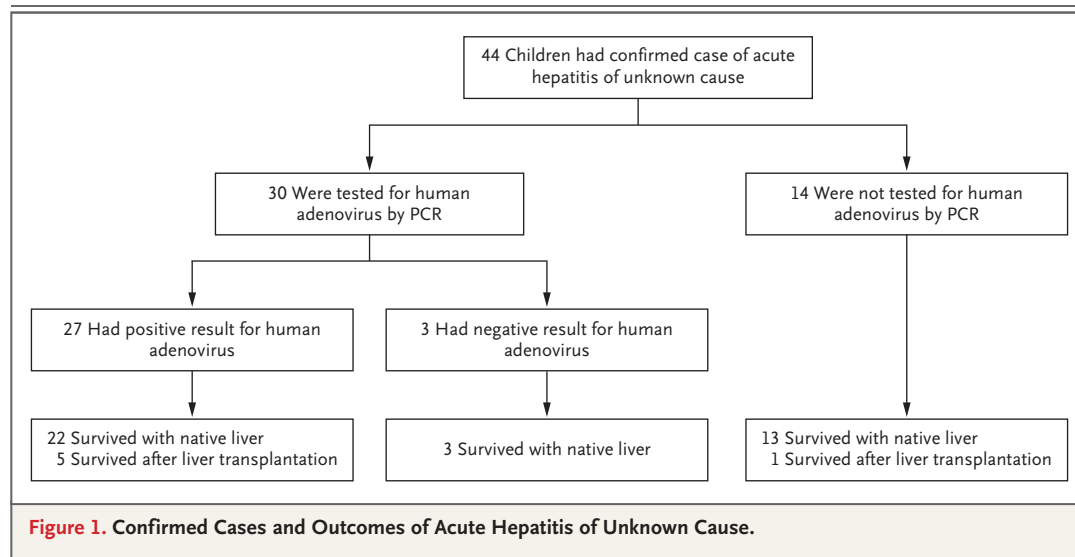 44 Children had confirmed case of acute
hepatitis of unknown cause
30 Were tested for human
adenovirus by PCR
14 Were not tested for human
adenovirus by PCR
27 Had positive result for human
adenovirus
3 Had negative result for human
adenovirus
22 Survived with native liver
5 Survived after liver transplantation
3 Survived with native liver
13 Survived with native liver
1 Survived after liver transplantation
Figure 1. Confirmed Cases and Outcomes of Acute Hepatitis of Unknown Cause.